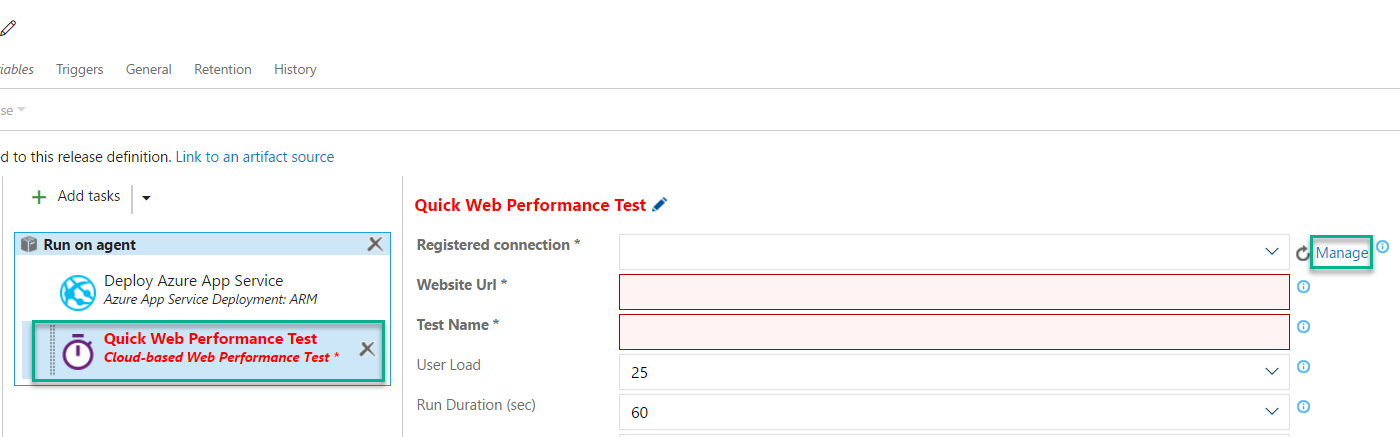 iables Triggers General Retention History
se
d to this release definition. Link to an artifact source
Add tasks
Run on agent
Deploy Azure App Service
Azure App Service Deployment: ARM
Quick Web Performance Test
Cloud-based Web Performance Test *
Quick Web Performance Test
Registered connection *
Manage
Website Url *
Test Name *
User Load
25
Run Duration (sec)
60